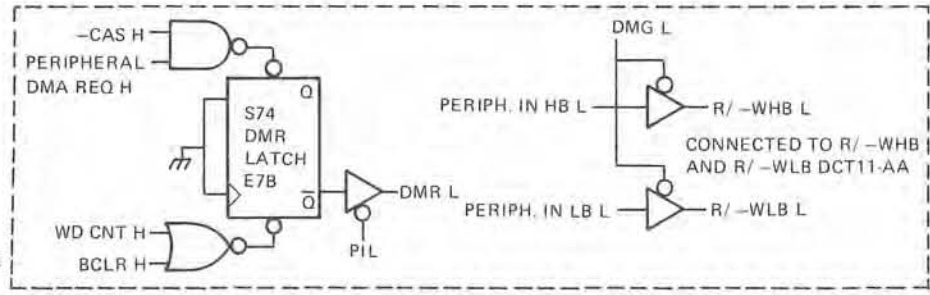 -CAS H
PERIPHERAL
DMA REQ H
Q
S74
DMR
LATCH
E7B
Q
DMR L
PIL
WD CNT H
BCLR H
DMG L
PERIPH. IN HB L
R/ -WHB L
CONNECTED TO R/ -WHB
AND R/ -WLB DCT11-AA
PERIPH. IN LB L
R/ -WLB L